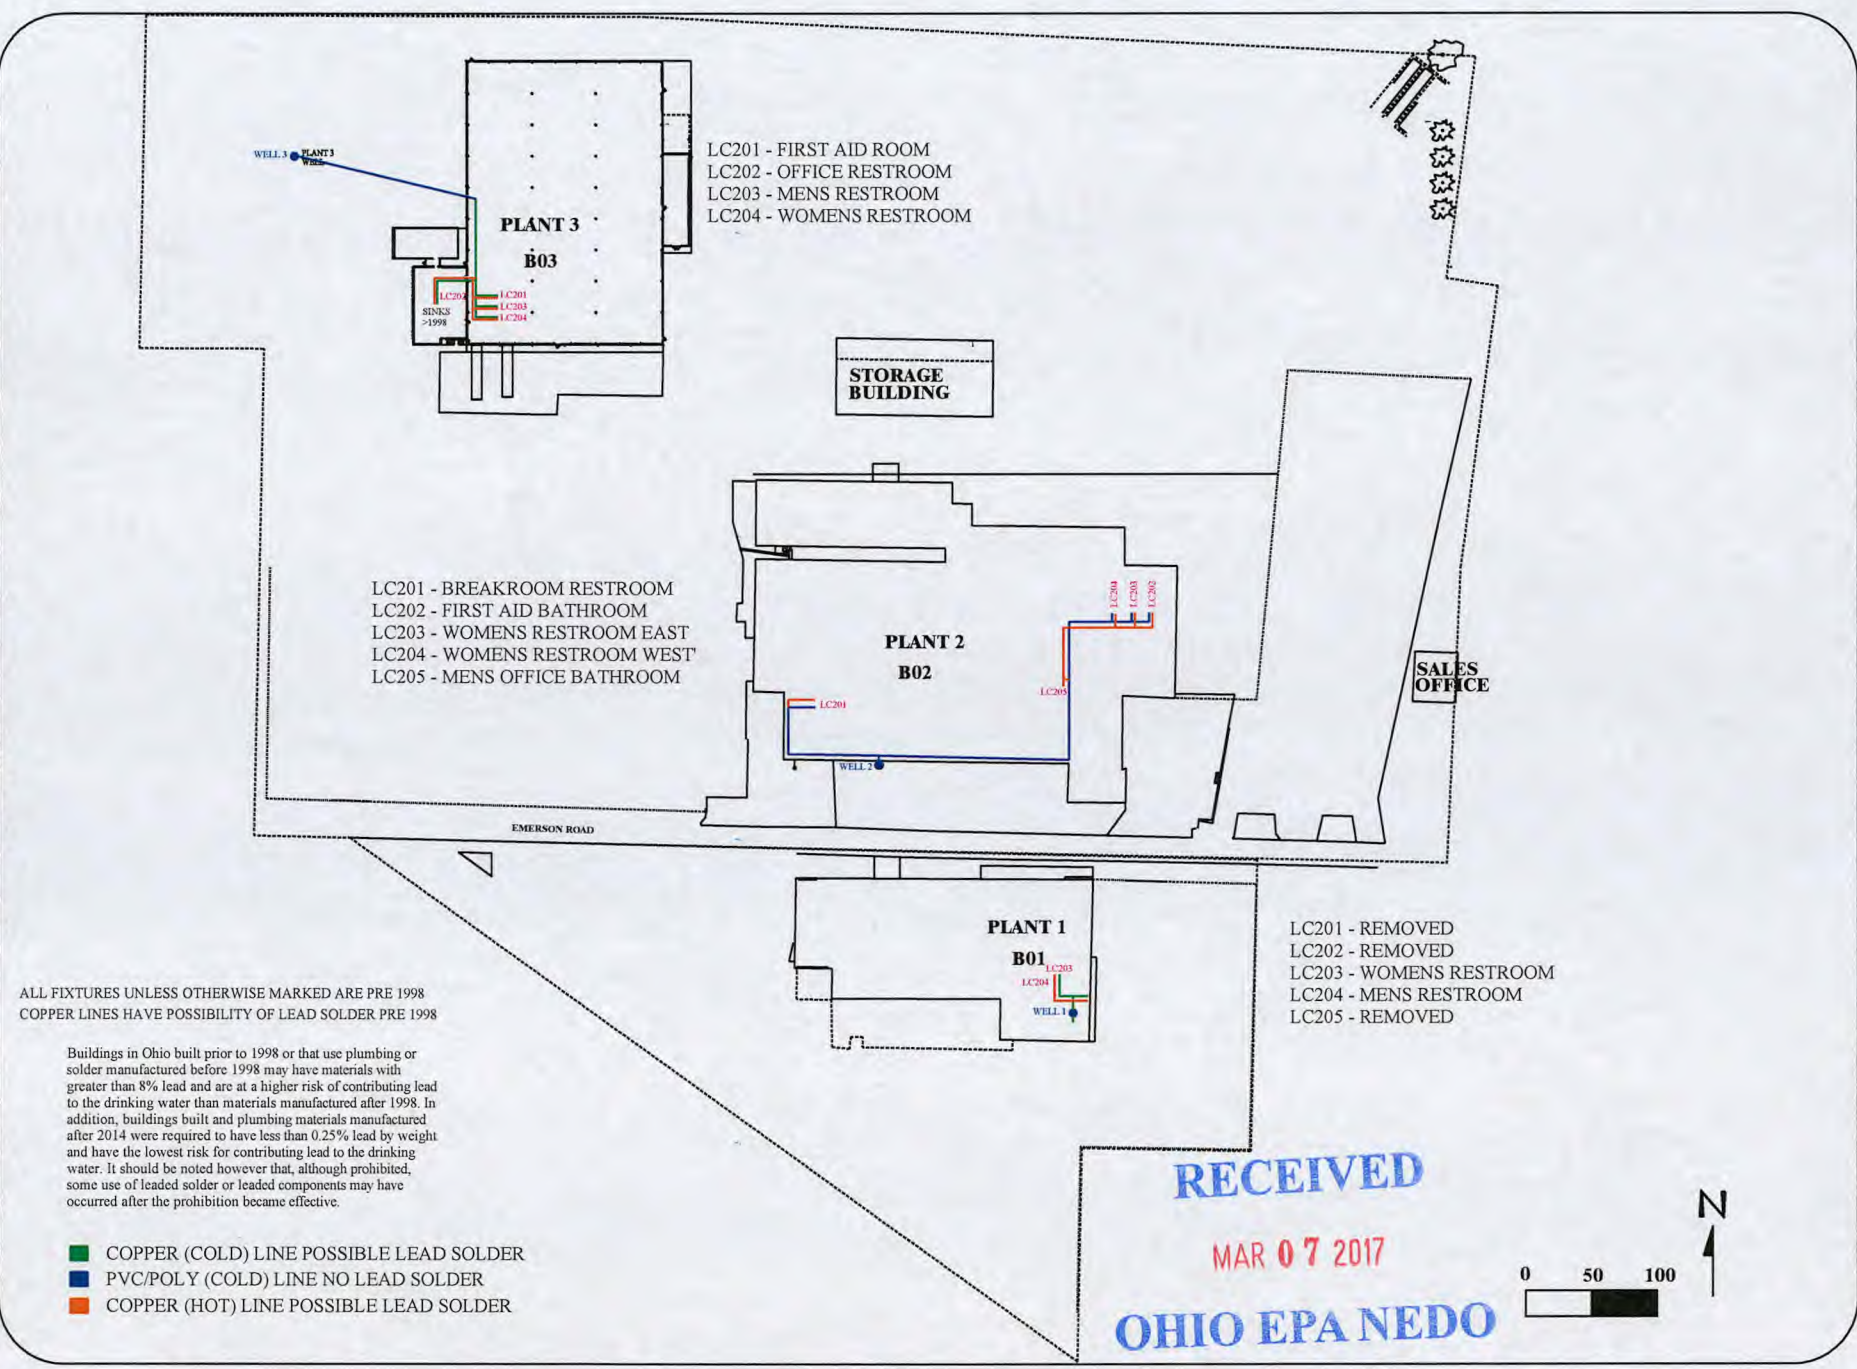 WELL 3
PLANT 3
WELL
LC201 - FIRST AID ROOM
LC202 - OFFICE RESTROOM
LC203 - MENS RESTROOM
LC204 - WOMENS RESTROOM
PLANT 3
B03
LC202
LC201
LC203
LC204
SINKS
>1998
STORAGE
BUILDING
LC201 - BREAKROOM RESTROOM
LC202 - FIRST AID BATHROOM
LC203 - WOMENS RESTROOM EAST
LC204 - WOMENS RESTROOM WEST
LC205 - MENS OFFICE BATHROOM
LC204
LC203
LC202
PLANT 2
B02
LC205
LC201
WELL 2
SALES
OFFICE
EMERSON ROAD
PLANT 1
B01
LC203
LC204
WELL 1
LC201 - REMOVED
LC202 - REMOVED
LC203 - WOMENS RESTROOM
LC204 - MENS RESTROOM
LC205 - REMOVED
ALL FIXTURES UNLESS OTHERWISE MARKED ARE PRE 1998
COPPER LINES HAVE POSSIBILITY OF LEAD SOLDER PRE 1998
Buildings in Ohio built prior to 1998 or that use plumbing or
solder manufactured before 1998 may have materials with
greater than 8% lead and are at a higher risk of contributing lead
to the drinking water than materials manufactured after 1998. In
addition, buildings built and plumbing materials manufactured
after 2014 were required to have less than 0.25% lead by weight
and have the lowest risk for contributing lead to the drinking
water. It should be noted however that, although prohibited,
some use of leaded solder or leaded components may have
occurred after the prohibition became effective.
COPPER (COLD) LINE POSSIBLE LEAD SOLDER
PVC/POLY (COLD) LINE NO LEAD SOLDER
COPPER (HOT) LINE POSSIBLE LEAD SOLDER
RECEIVED
MAR 07 2017
OHIO EPA NEDO
N
0 50 100